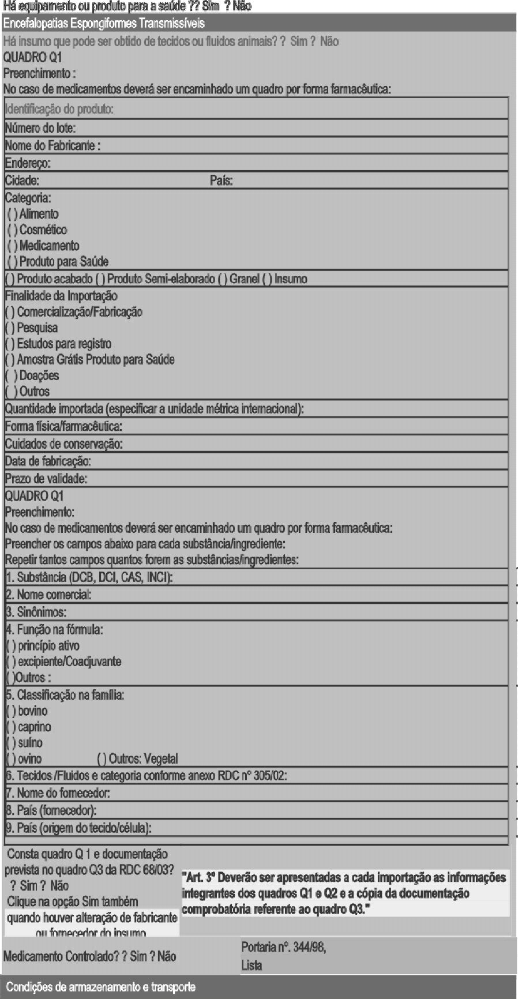 Há equipamento ou produto para a saúde ?? Sim ? Não
Encefalopatias Espongiformes Transmissíveis
Há insumo que pode ser obtido de tecidos ou fluidos animais? ? Sim ? Não
QUADRO Q1
Preenchimento :
No caso de medicamentos deverá ser encaminhado um quadro por forma farmacêutica:
Identificação do produto:
Número do lote:
Nome do Fabricante :
Endereço:
Cidade: País:
Categoria:
( ) Alimento
( ) Cosmético
( ) Medicamento
( ) Produto para Saúde
( ) Produto acabado ( ) Produto Semi-elaborado ( ) Granel ( ) Insumo
Finalidade da Importação
( ) Comercialização/Fabricação
( ) Pesquisa
( ) Estudos para registro
( ) Amostra Grátis Produto para Saúde
( ) Doações
( ) Outros
Quantidade importada (especificar a unidade métrica internacional):
Forma física/farmacêutica:
Cuidados de conservação:
Data de fabricação:
Prazo de validade:
QUADRO Q1
Preenchimento:
No caso de medicamentos deverá ser encaminhado um quadro por forma farmacêutica:
Preencher os campos abaixo para cada substância/ingrediente:
Repetir tantos campos quantos forem as substâncias/ingredientes:
1. Substância (DCB, DCI, CAS, INCI):
2. Nome comercial:
3. Sinônimos:
4. Função na fórmula:
( ) princípio ativo
( ) excipiente/Coadjuvante
( )Outros :
5. Classificação na família:
( ) bovino
( ) caprino
( ) suíno
( ) ovino ( ) Outros: Vegetal
6. Tecidos /Fluidos e categoria conforme anexo RDC nº 305/02:
7. Nome do fornecedor:
8. País (fornecedor):
9. País (origem do tecido/célula):
Consta quadro Q 1 e documentação
prevista no quadro Q3 da RDC 68/03?
? Sim ? Não
Clique na opção Sim também
quando houver alteração de fabricante
ou fornecedor do insumo
"Art. 3º Deverão ser apresentadas a cada importação as informações
integrantes dos quadros Q1 e Q2 e a cópia da documentação
comprobatória referente ao quadro Q3."
Medicamento Controlado? ? Sim ? Não
Portaria nº. 344/98,
Lista
Condições de armazenamento e transporte